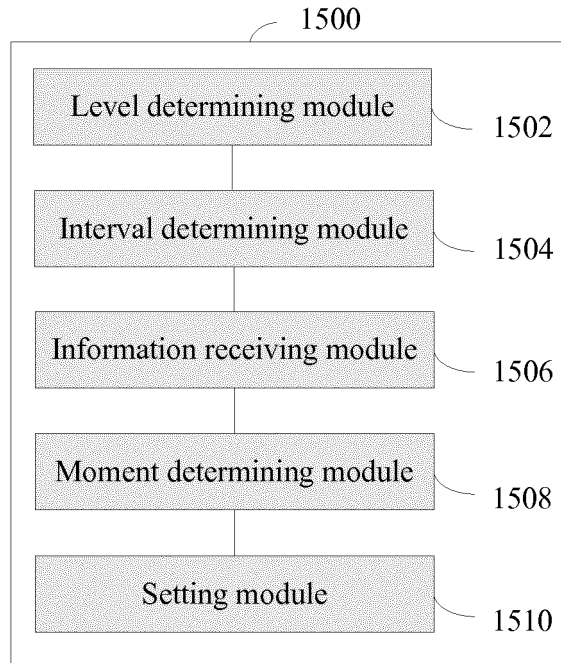 1500
Level determining module
1502
Interval determining module
1504
Information receiving module
1506
Moment determining module
1508
Setting module
1510